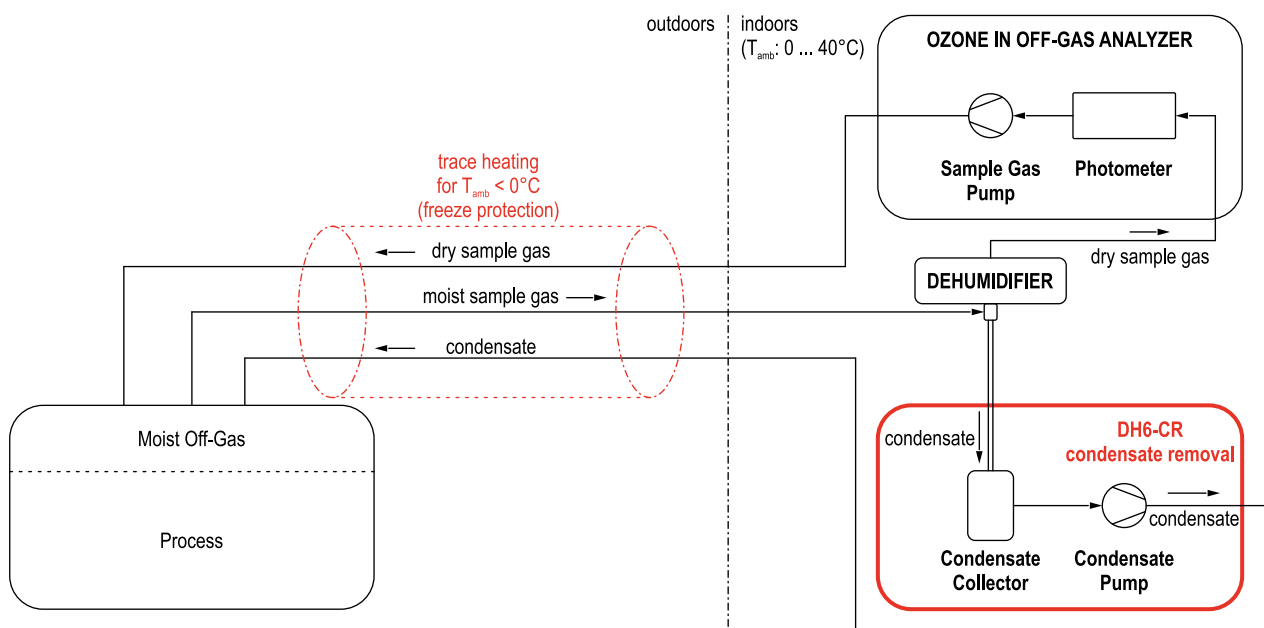 outdoors
indoors
(Tamb: 0 ... 40°C)
OZONE IN OFF-GAS ANALYZER
Sample Gas
Pump
Photometer
trace heating
for Tamb < 0°C
(freeze protection)
dry sample gas
dry sample gas
DEHUMIDIFIER
moist sample gas
condensate
Moist Off-Gas
Process
condensate
DH6-CR
condensate removal
condensate
Condensate
Collector
Condensate
Pump